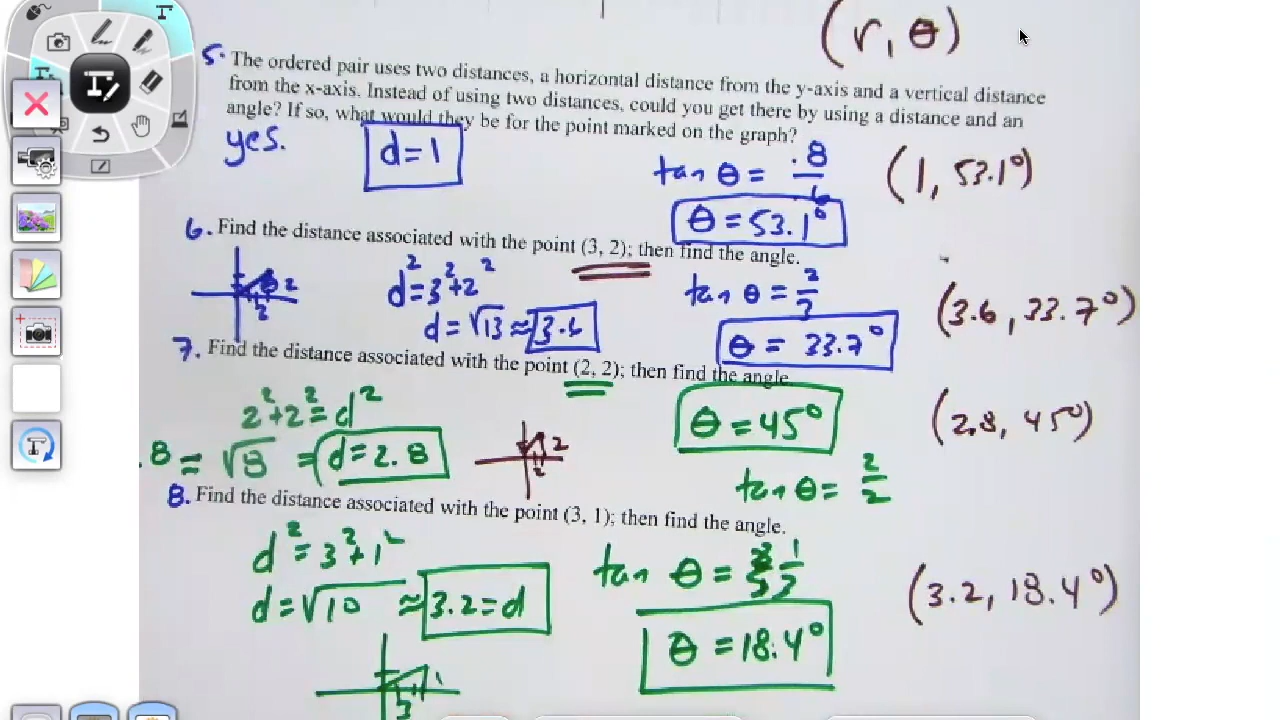 (r, θ)
5. The ordered pair uses two distances, a horizontal distance from the y-axis and a vertical distance
from the x-axis. Instead of using two distances, could you get there by using a distance and an
angle? If so, what would they be for the point marked on the graph?
yes.
d=1
tan θ = .8/.6
θ = 53.1°
(1, 53.1°)
6. Find the distance associated with the point (3, 2); then find the angle.
2
d²=3²+2²
d = √13 ≈ 3.6
tan θ = 2/3
θ = 33.7°
(3.6, 33.7°)
7. Find the distance associated with the point (2, 2); then find the angle.
2²+2²=d²
.8 = √8 = d=2.8
2
2
θ = 45°
tan θ = 2/2
(2.8, 45°)
8. Find the distance associated with the point (3, 1); then find the angle.
d²=3²+1²
d=√10 ≈ 3.2=d
1
3
tan θ = 1/3
θ = 18.4°
(3.2, 18.4°)